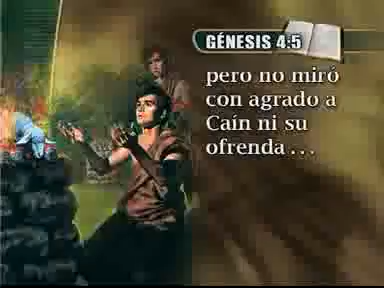 GÉNESIS 4:5
pero no miró
con agrado a
Caín ni su
ofrenda...